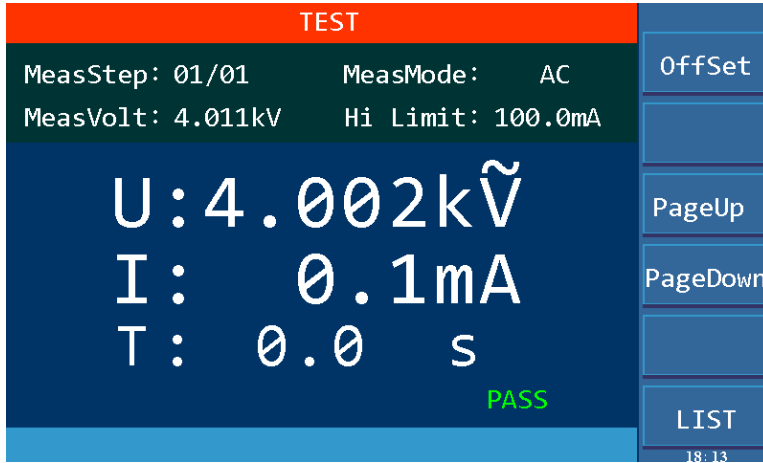 TEST
MeasStep: 01/01 MeasMode: AC
MeasVolt: 4.011kV Hi Limit: 100.0mA
U:4.002kṼ
I: 0.1mA
T: 0.0 s
PASS
OffSet
PageUp
PageDown
LIST
18:13